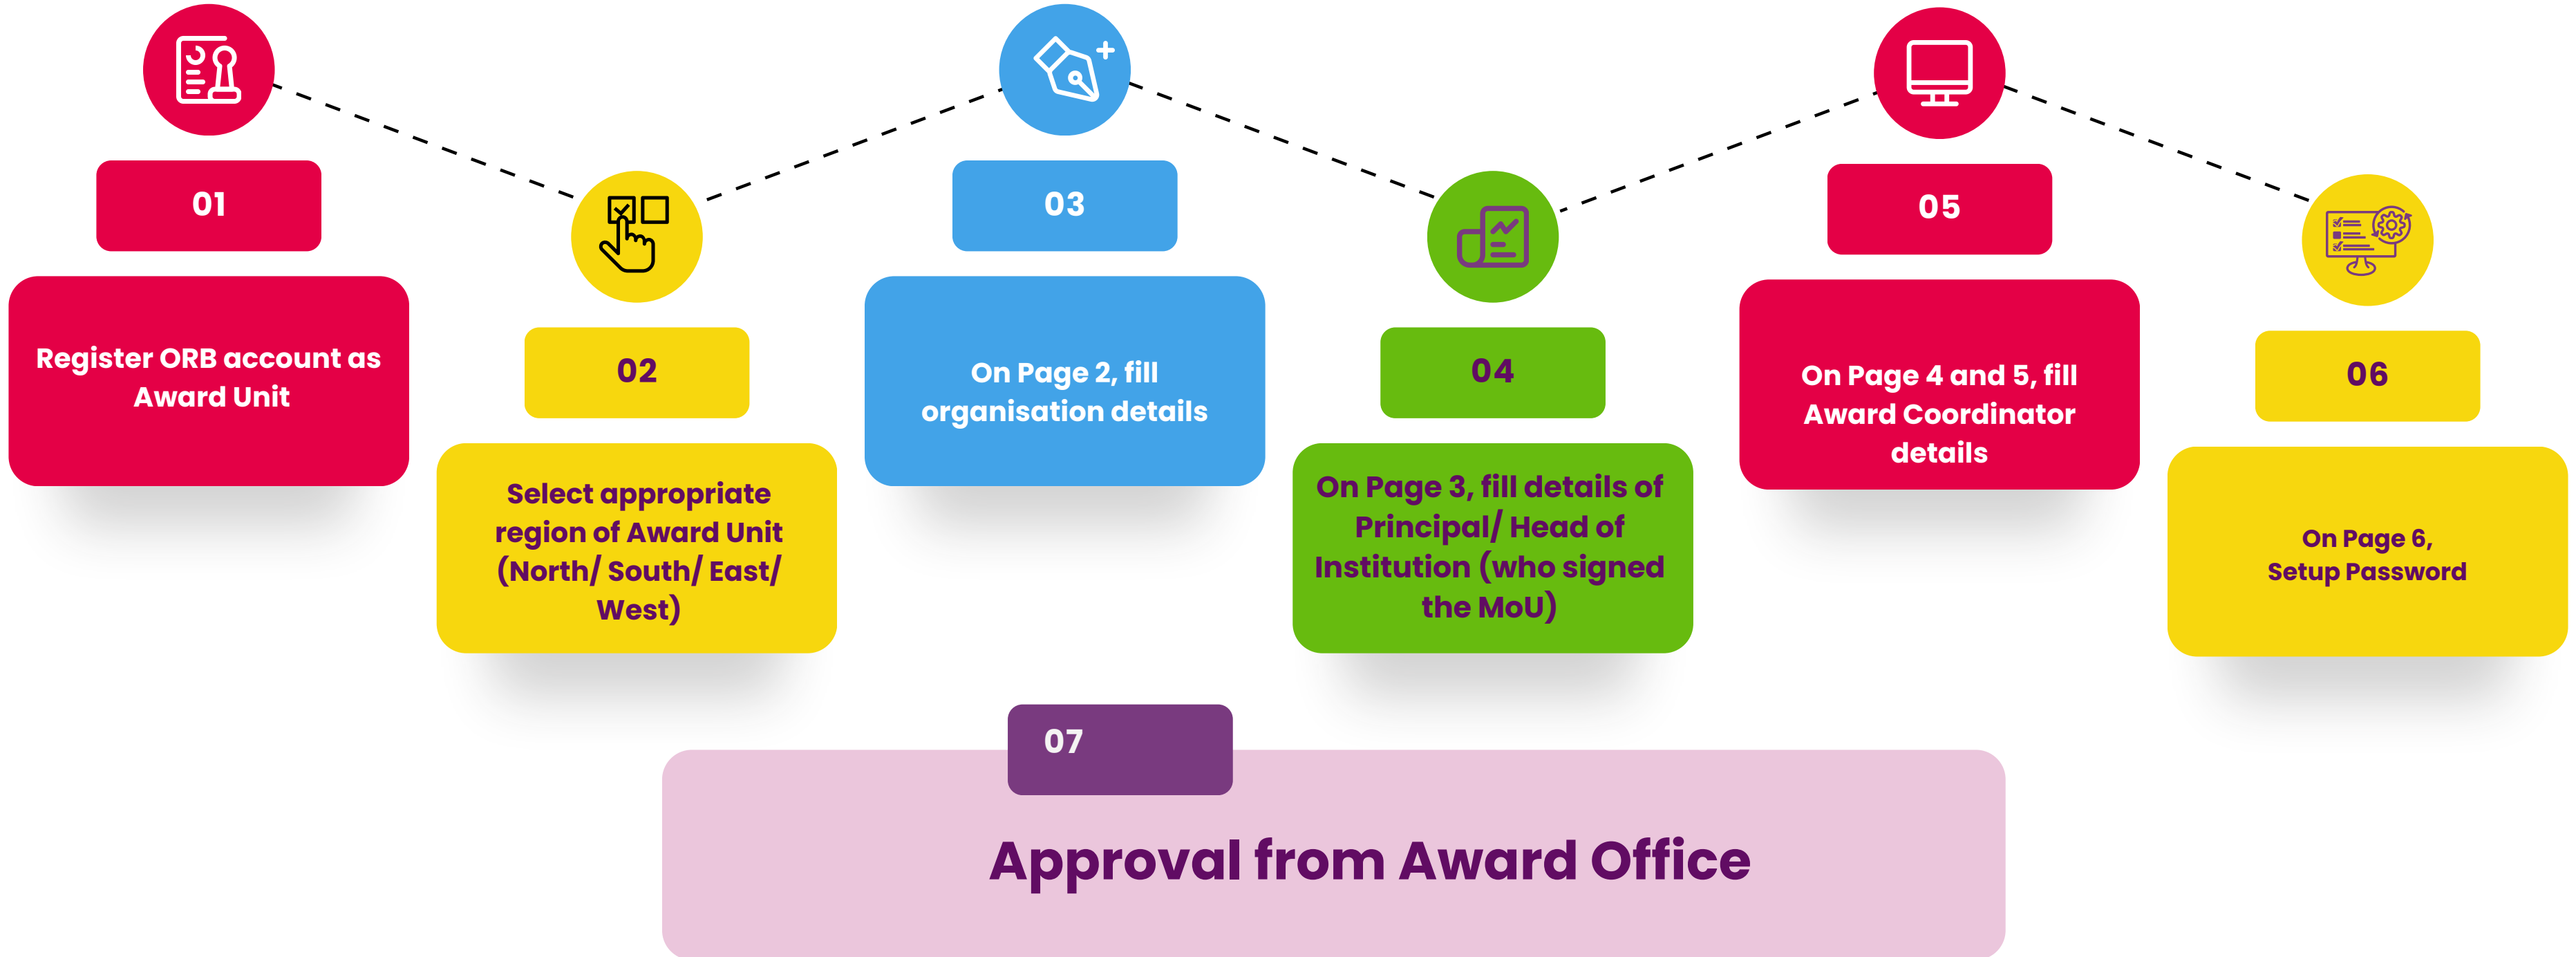 01
Register ORB account as
Award Unit
02
Select appropriate
region of Award Unit
(North/ South/ East/
West)
03
On Page 2, fill
organisation details
04
On Page 3, fill details of
Principal/ Head of
Institution (who signed
the MoU)
05
On Page 4 and 5, fill
Award Coordinator
details
06
On Page 6,
Setup Password
07
Approval from Award Office